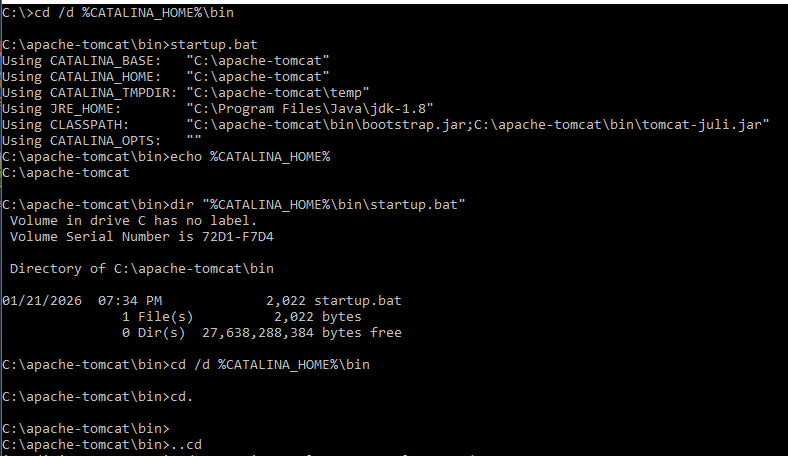 C:\>cd /d %CATALINA_HOME%\bin
C:\apache-tomcat\bin>startup.bat
Using CATALINA_BASE:   "C:\apache-tomcat"
Using CATALINA_HOME:   "C:\apache-tomcat"
Using CATALINA_TMPDIR: "C:\apache-tomcat\temp"
Using JRE_HOME:        "C:\Program Files\Java\jdk-1.8"
Using CLASSPATH:       "C:\apache-tomcat\bin\bootstrap.jar;C:\apache-tomcat\bin\tomcat-juli.jar"
Using CATALINA_OPTS:   ""
C:\apache-tomcat\bin>echo %CATALINA_HOME%
C:\apache-tomcat
C:\apache-tomcat\bin>dir "%CATALINA_HOME%\bin\startup.bat"
 Volume in drive C has no label.
 Volume Serial Number is 72D1-F7D4
 Directory of C:\apache-tomcat\bin
01/21/2026  07:34 PM             2,022 startup.bat
               1 File(s)          2,022 bytes
               0 Dir(s)  27,638,288,384 bytes free
C:\apache-tomcat\bin>cd /d %CATALINA_HOME%\bin
C:\apache-tomcat\bin>cd.
C:\apache-tomcat\bin>
C:\apache-tomcat\bin>..cd